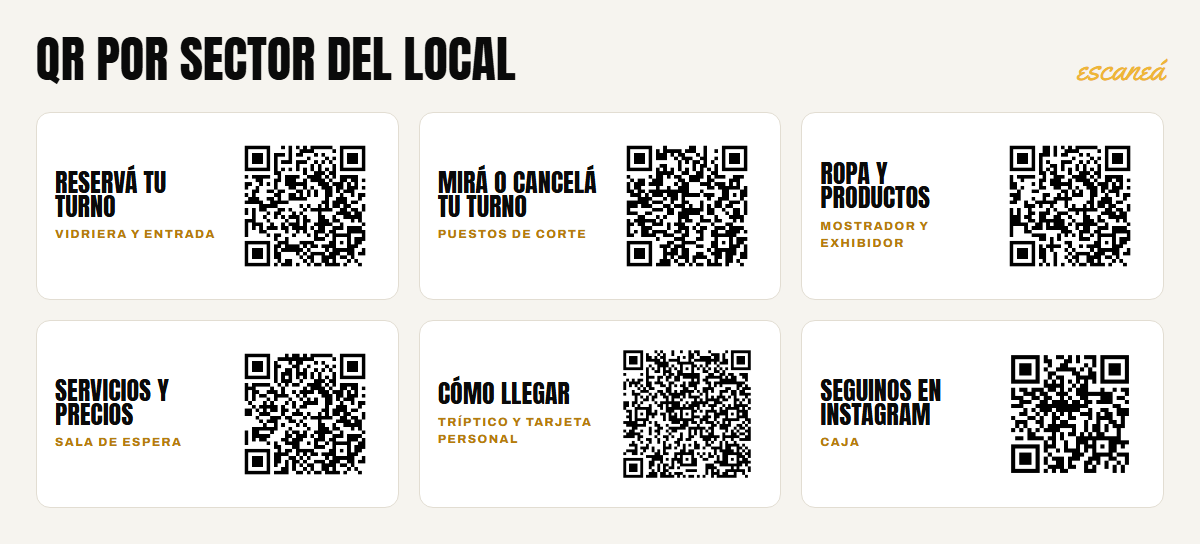 QR POR SECTOR DEL LOCAL
escaneá
RESERVÁ TU
TURNO
VIDRIERA Y ENTRADA
MIRÁ O CANCELÁ
TU TURNO
PUESTOS DE CORTE
ROPA Y
PRODUCTOS
MOSTRADOR Y
EXHIBIDOR
SERVICIOS Y
PRECIOS
SALA DE ESPERA
CÓMO LLEGAR
TRÍPTICO Y TARJETA
PERSONAL
SEGUINOS EN
INSTAGRAM
CAJA